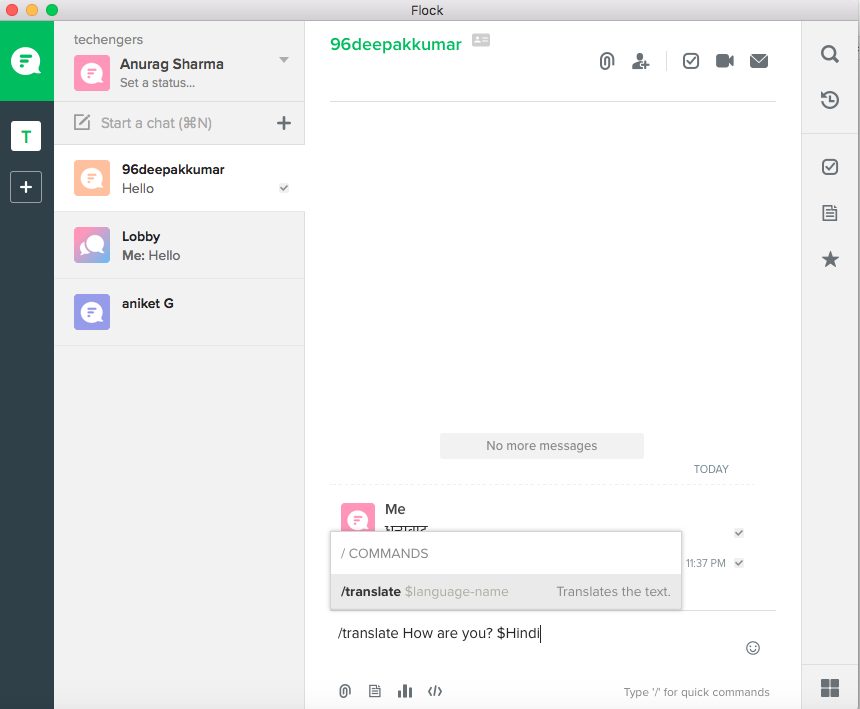 Flock
techengers
Anurag Sharma
Set a status...
Start a chat (⌘N)
T
96deepakkumar
Hello
Lobby
Me: Hello
aniket G
96deepakkumar
No more messages
TODAY
Me
/ COMMANDS
11:37 PM
/translate $language-name Translates the text.
/translate How are you? $Hindi
Type '/' for quick commands